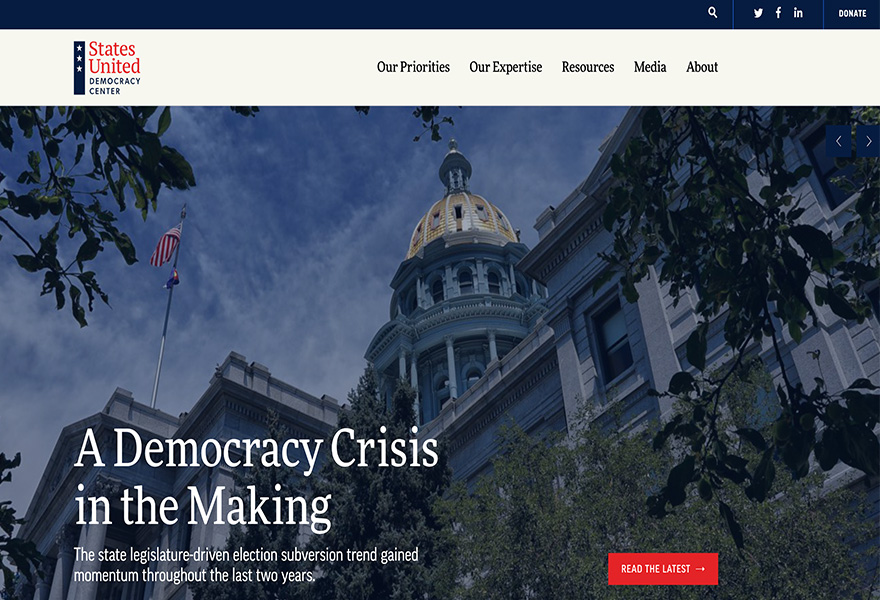 DONATE
States
United
DEMOCRACY
CENTER
Our Priorities Our Expertise Resources Media About
A Democracy Crisis
in the Making
The state legislature-driven election subversion trend gained
momentum throughout the last two years.
READ THE LATEST →